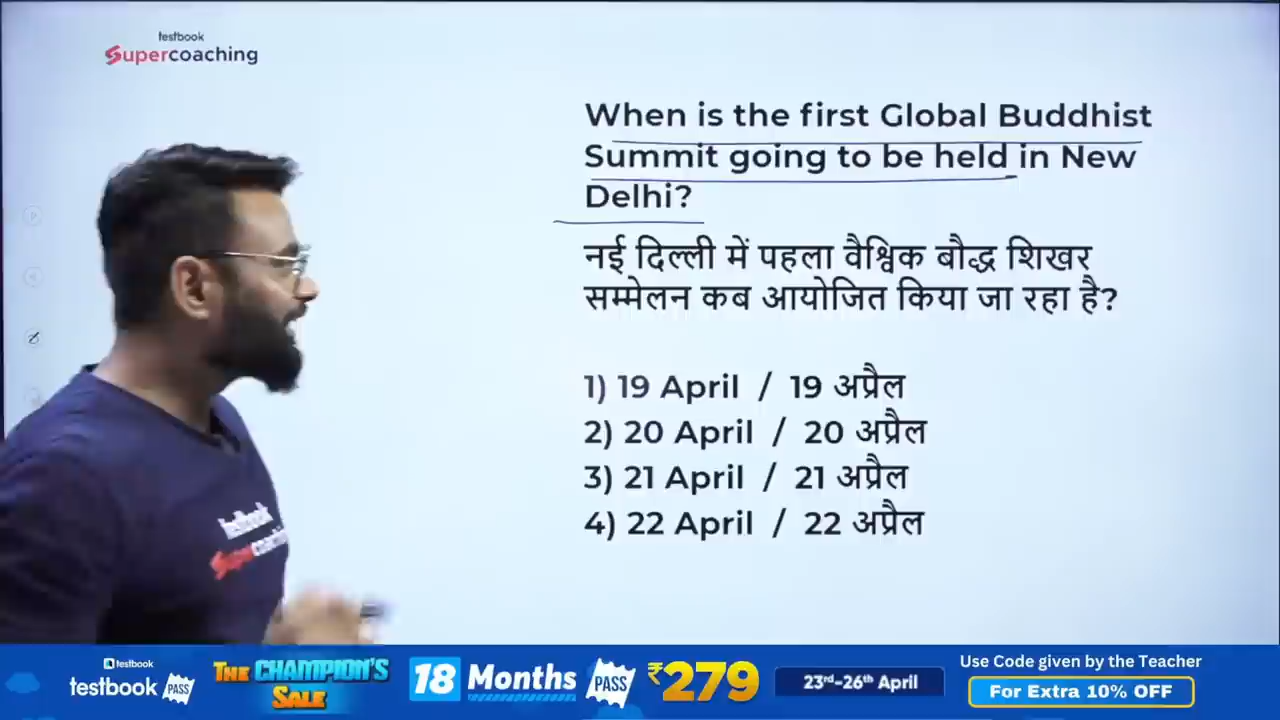 testbook
Supercoaching
When is the first Global Buddhist
Summit going to be held in New
Delhi?
नई दिल्ली में पहला वैश्विक बौद्ध शिखर
सम्मेलन कब आयोजित किया जा रहा है?
1) 19 April / 19 अप्रैल
2) 20 April / 20 अप्रैल
3) 21 April / 21 अप्रैल
4) 22 April / 22 अप्रैल
testbook
Supercoaching
testbook
testbook PASS
THE CHAMPION'S
SALE
18 Months PASS ₹279
23rd-26th April
Use Code given by the Teacher
For Extra 10% OFF